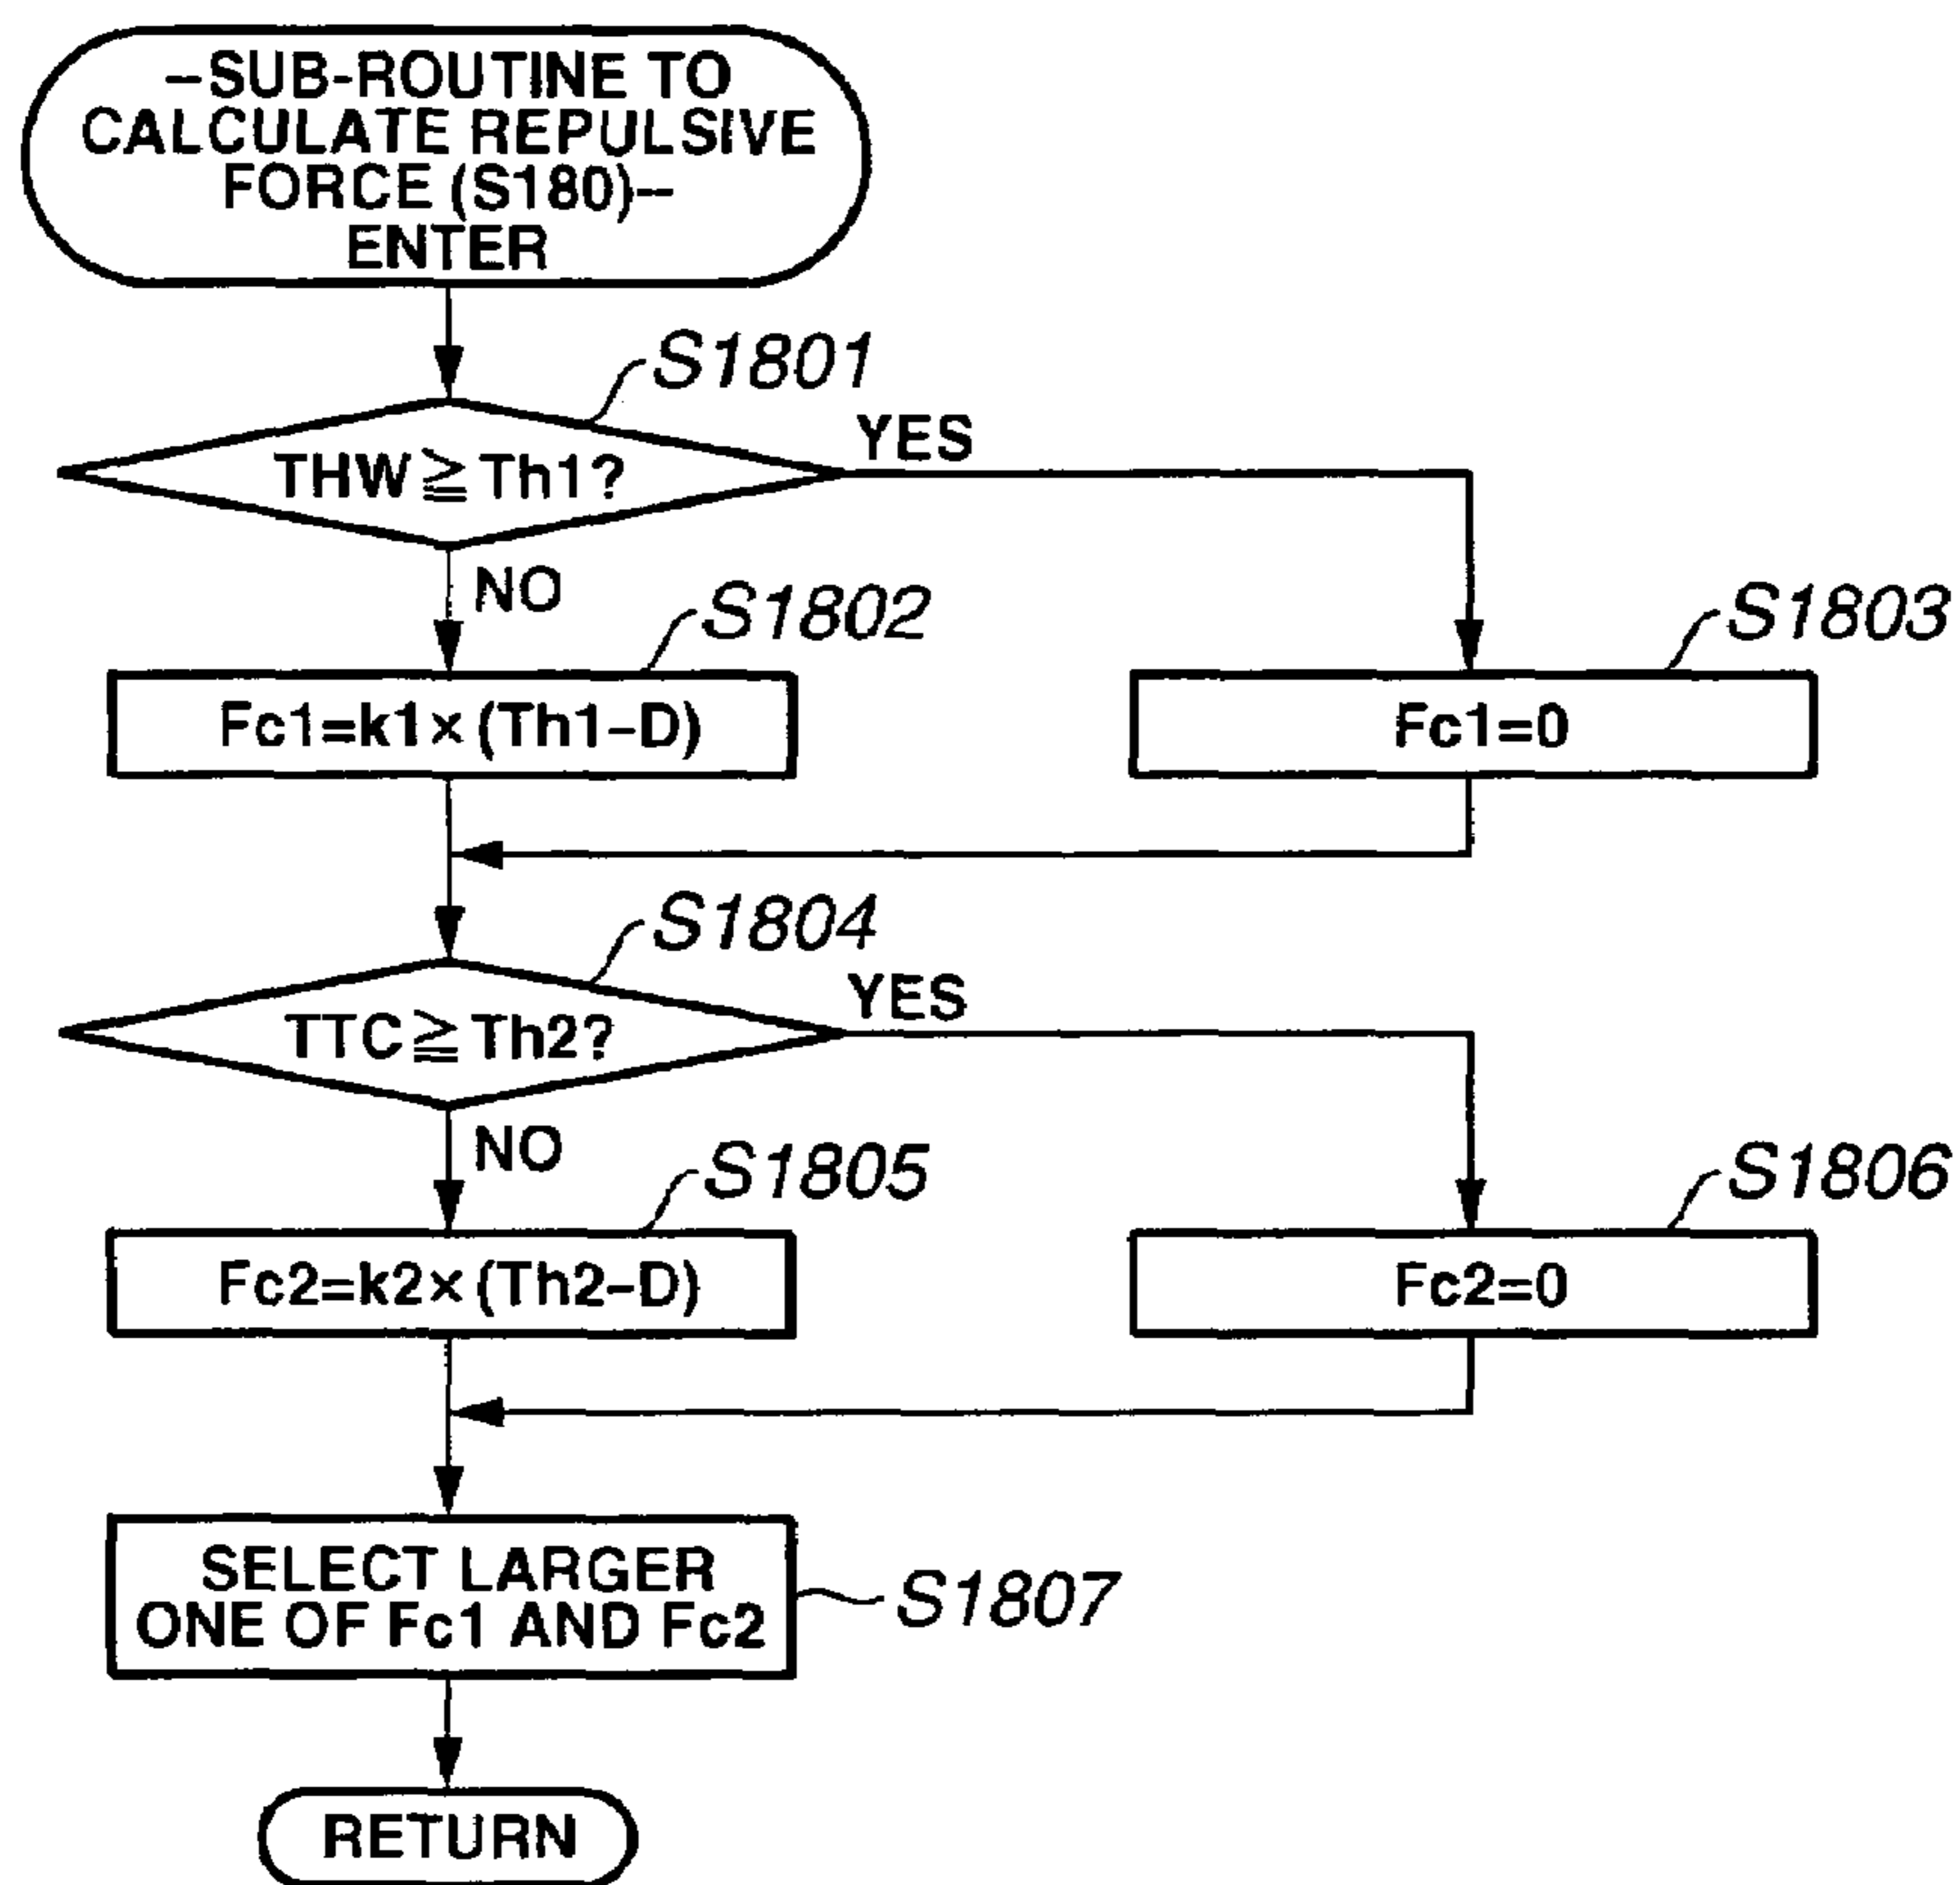 –SUB-ROUTINE TO
CALCULATE REPULSIVE
FORCE (S180)–
ENTER
S1801
THW≧Th1?
YES
NO
S1802
S1803
Fc1=k1×(Th1–D)
Fc1=0
S1804
TTC≧Th2?
YES
NO
S1805
S1806
Fc2=k2×(Th2–D)
Fc2=0
SELECT LARGER
ONE OF Fc1 AND Fc2
S1807
RETURN